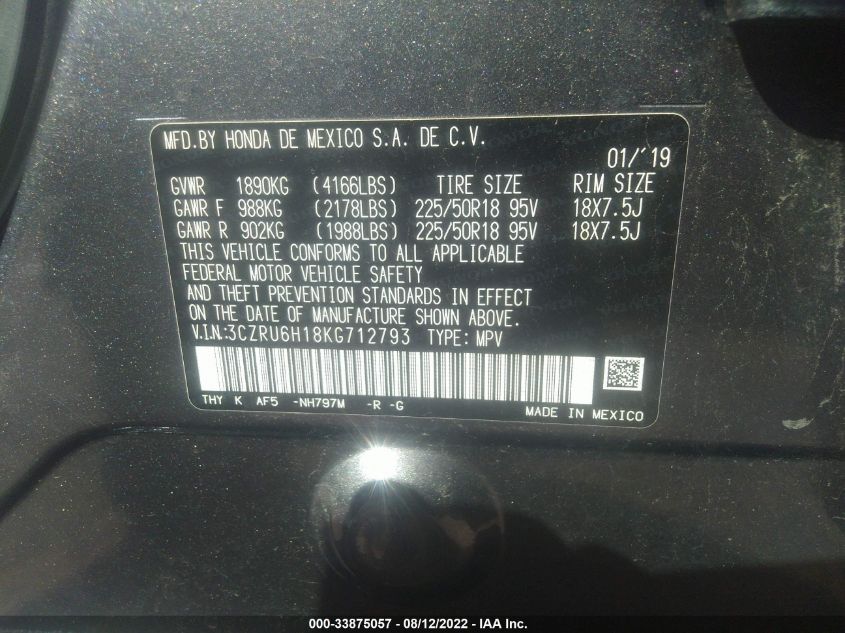 MFD.BY HONDA DE MEXICO S.A. DE C.V.
01/'19
GVWR 1890KG (4166LBS) TIRE SIZE RIM SIZE
GAWR F 988KG (2178LBS) 225/50R18 95V 18X7.5J
GAWR R 902KG (1988LBS) 225/50R18 95V 18X7.5J
THIS VEHICLE CONFORMS TO ALL APPLICABLE
FEDERAL MOTOR VEHICLE SAFETY
AND THEFT PREVENTION STANDARDS IN EFFECT
ON THE DATE OF MANUFACTURE SHOWN ABOVE.
V.I.N.:3CZRU6H18KG712793 TYPE: MPV
THY K AF5 -NH797M -R -G
MADE IN MEXICO
000-33875057 - 08/12/2022 - IAA Inc.